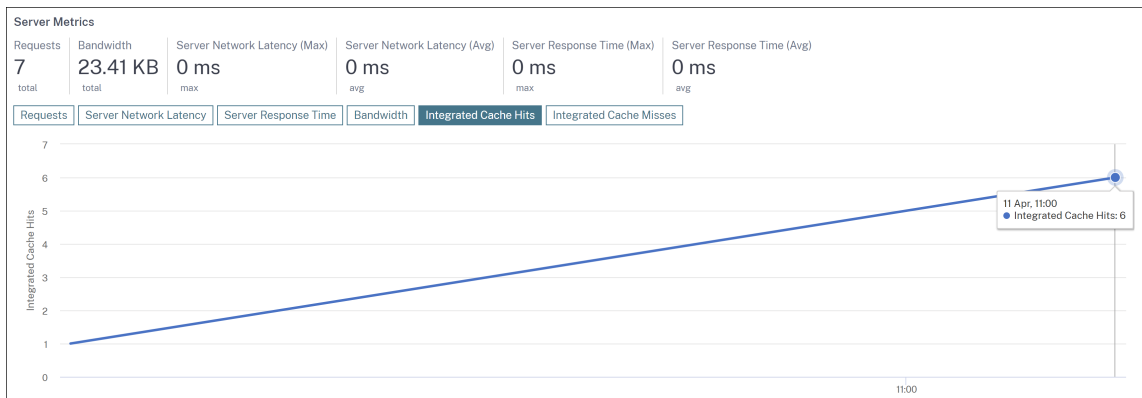 Server Metrics
Requests Bandwidth Server Network Latency (Max) Server Network Latency (Avg) Server Response Time (Max) Server Response Time (Avg)
7 23.41 KB 0 ms 0 ms 0 ms 0 ms
total total max avg max avg
Requests Server Network Latency Server Response Time Bandwidth Integrated Cache Hits Integrated Cache Misses
Integrated Cache Hits
7
6
5
4
3
2
1
0
11 Apr, 11:00
Integrated Cache Hits: 6
11:00